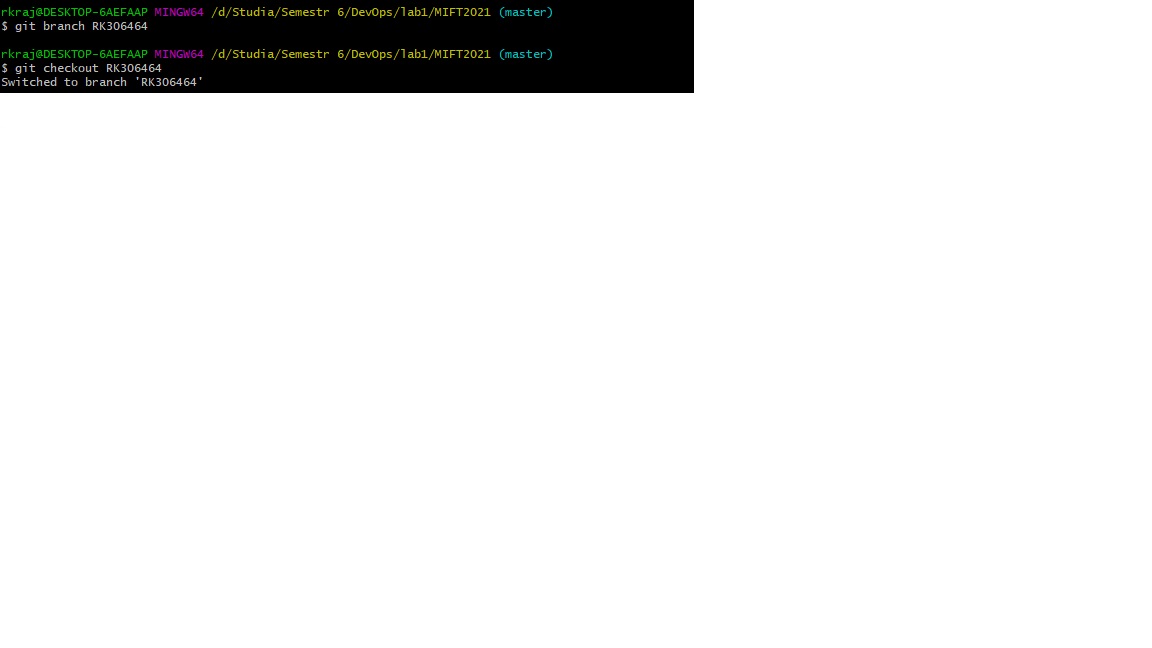 rkraj@DESKTOP-6AEFAAP MINGW64 /d/Studia/Semestr 6/DevOps/lab1/MIFT2021 (master)
$ git branch RK306464
rkraj@DESKTOP-6AEFAAP MINGW64 /d/Studia/Semestr 6/DevOps/lab1/MIFT2021 (master)
$ git checkout RK306464
Switched to branch 'RK306464'